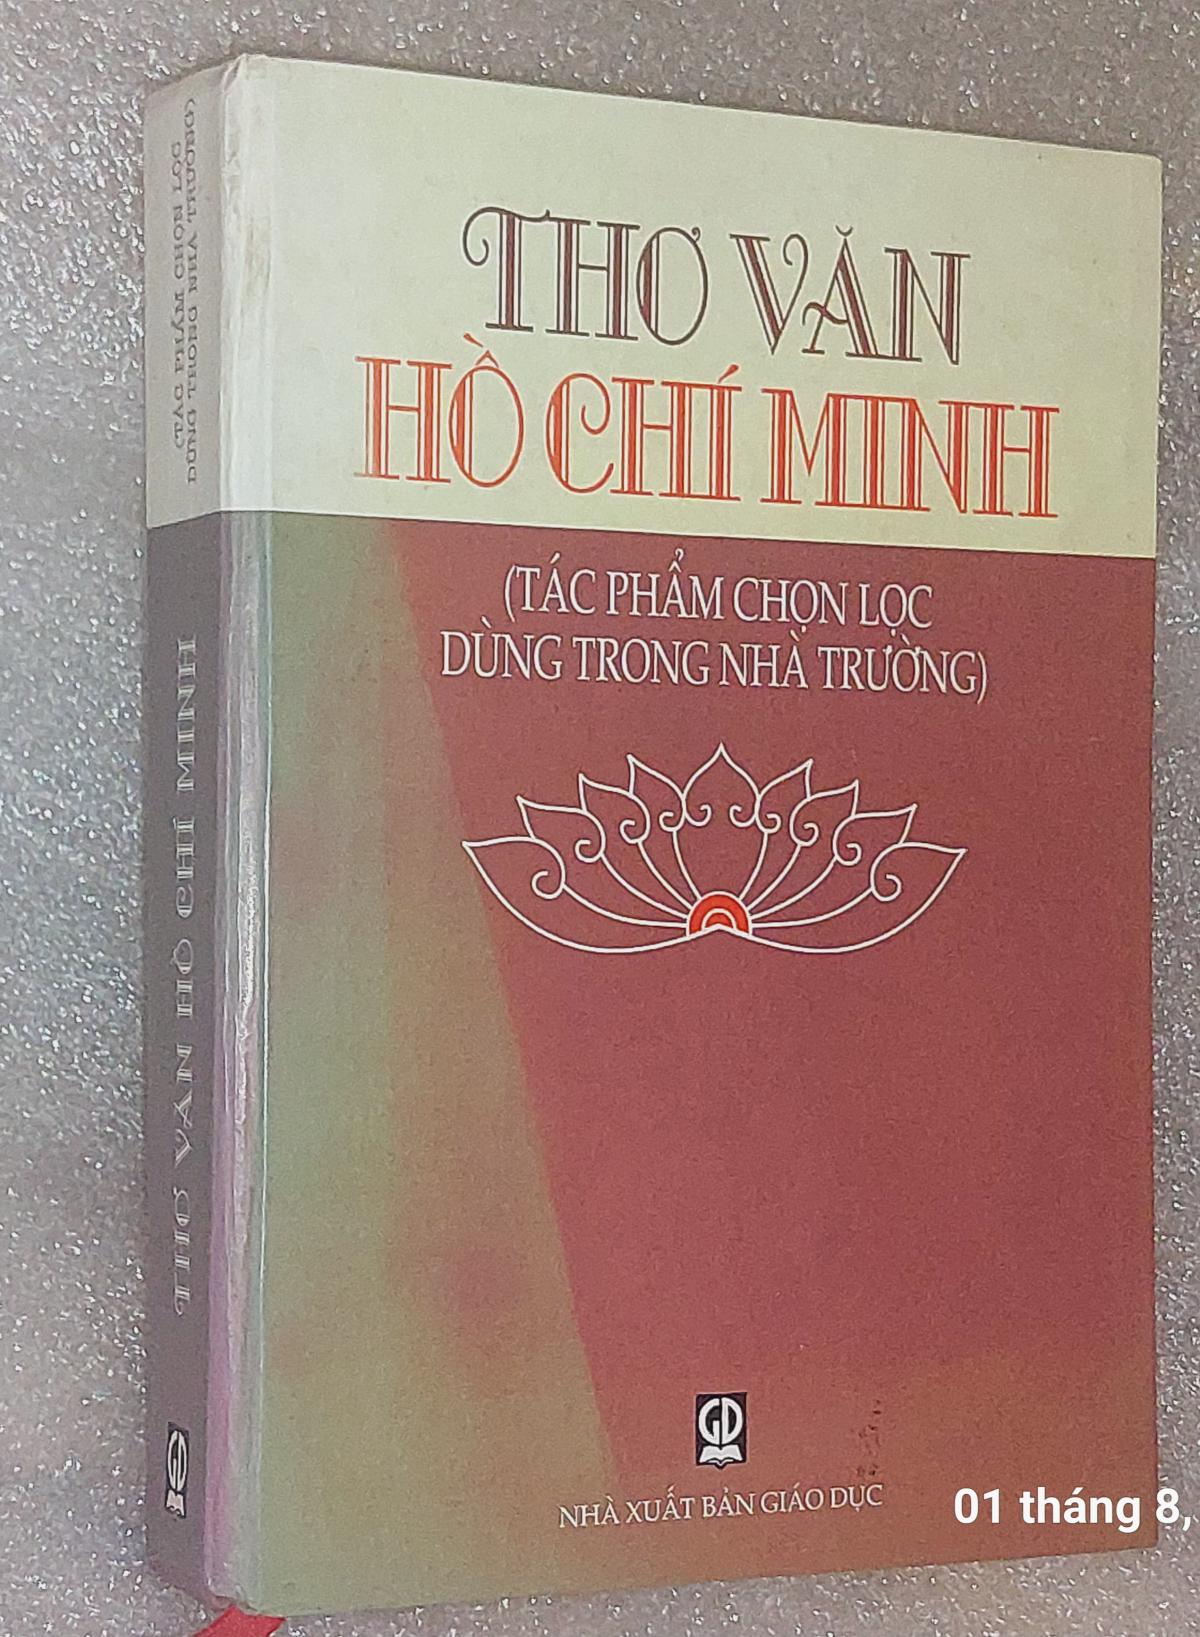 THƠ VĂN
HỒ CHÍ MINH
(TÁC PHẨM CHỌN LỌC
DÙNG TRONG NHÀ TRƯỜNG)
GD
NHÀ XUẤT BẢN GIÁO DỤC
(TÁC PHẨM CHỌN LỌC
DÙNG TRONG NHÀ TRƯỜNG)
THƠ VĂN HỒ CHÍ MINH
GD
01 tháng 8,